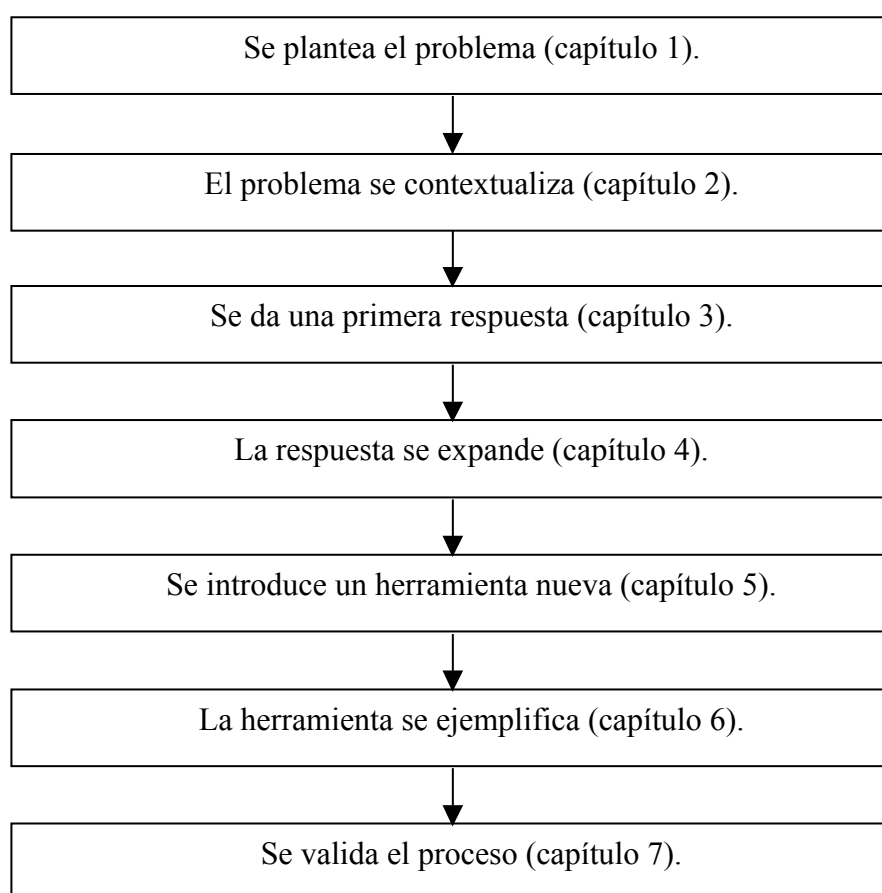 Se plantea el problema (capítulo 1).
El problema se contextualiza (capítulo 2).
Se da una primera respuesta (capítulo 3).
La respuesta se expande (capítulo 4).
Se introduce un herramienta nueva (capítulo 5).
La herramienta se ejemplifica (capítulo 6).
Se valida el proceso (capítulo 7).